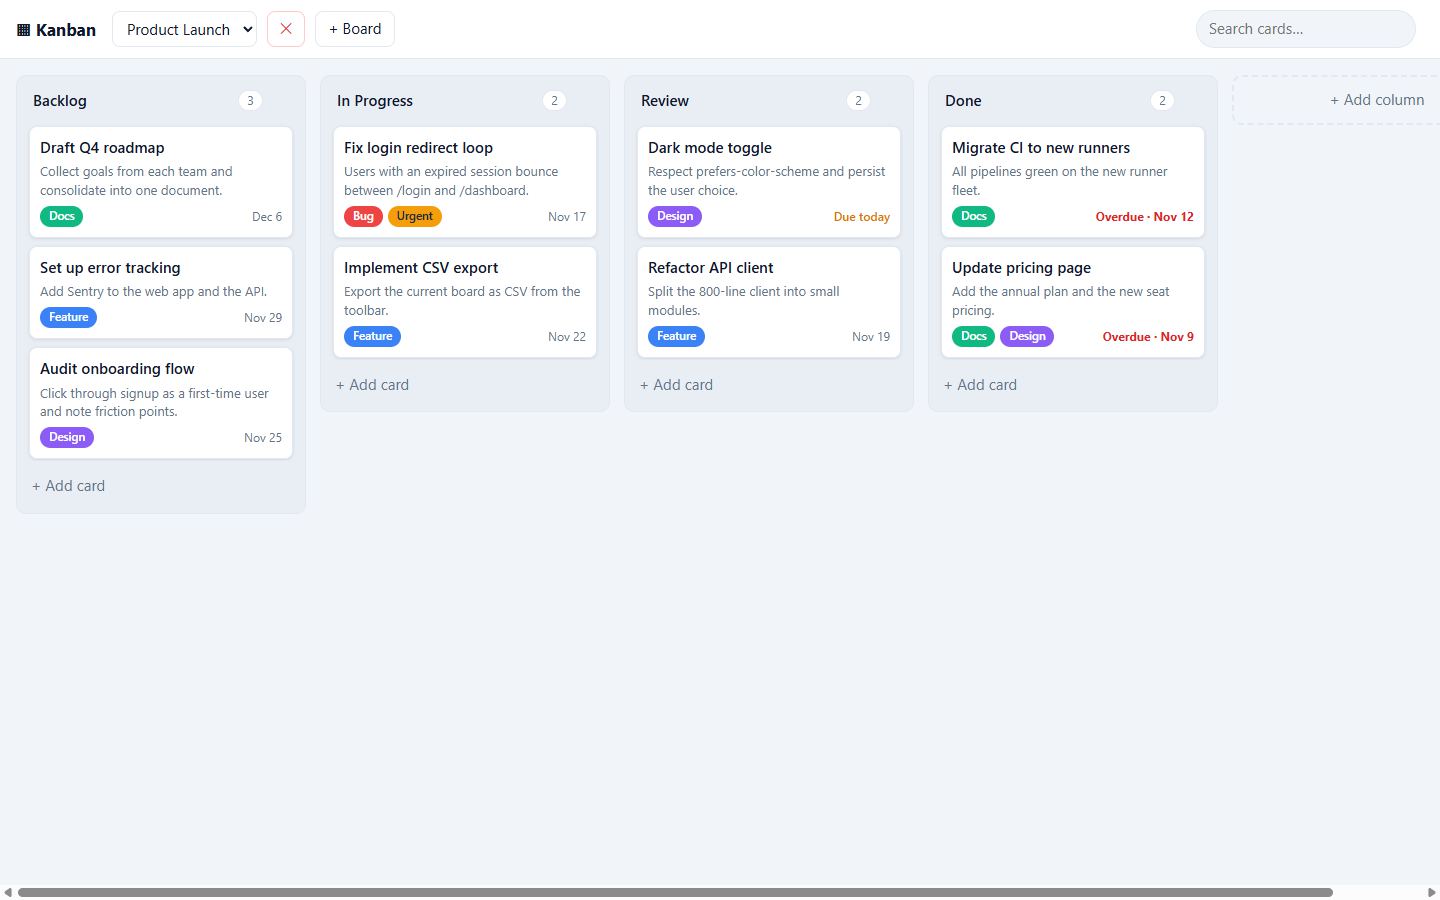 Kanban
Product Launch
+ Board
Search cards...
Backlog
3
Draft Q4 roadmap
Collect goals from each team and
consolidate into one document.
Docs
Dec 6
Set up error tracking
Add Sentry to the web app and the API.
Feature
Nov 29
Audit onboarding flow
Click through signup as a first-time user
and note friction points.
Design
Nov 25
+ Add card
In Progress
2
Fix login redirect loop
Users with an expired session bounce
between /login and /dashboard.
Bug
Urgent
Nov 17
Implement CSV export
Export the current board as CSV from the
toolbar.
Feature
Nov 22
+ Add card
Review
2
Dark mode toggle
Respect prefers-color-scheme and persist
the user choice.
Design
Due today
Refactor API client
Split the 800-line client into small
modules.
Feature
Nov 19
+ Add card
Done
2
Migrate CI to new runners
All pipelines green on the new runner
fleet.
Docs
Overdue · Nov 12
Update pricing page
Add the annual plan and the new seat
pricing.
Docs
Design
Overdue · Nov 9
+ Add card
+ Add column